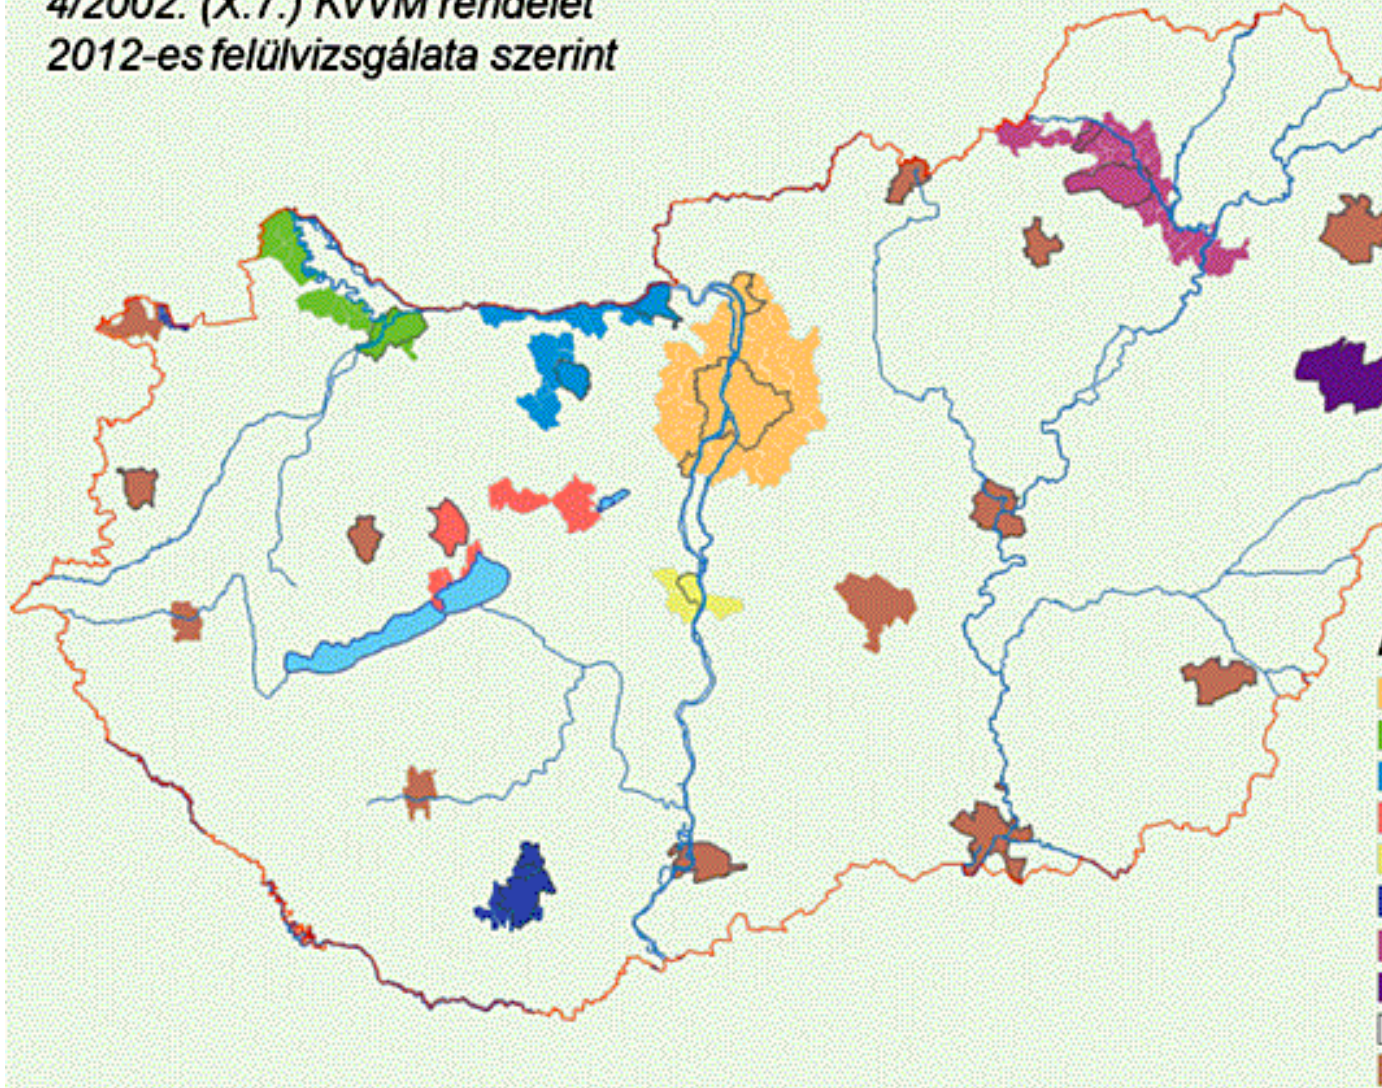 4/2002. (X.7.) KvVM rendelet
2012-es felülvizsgálata szerint